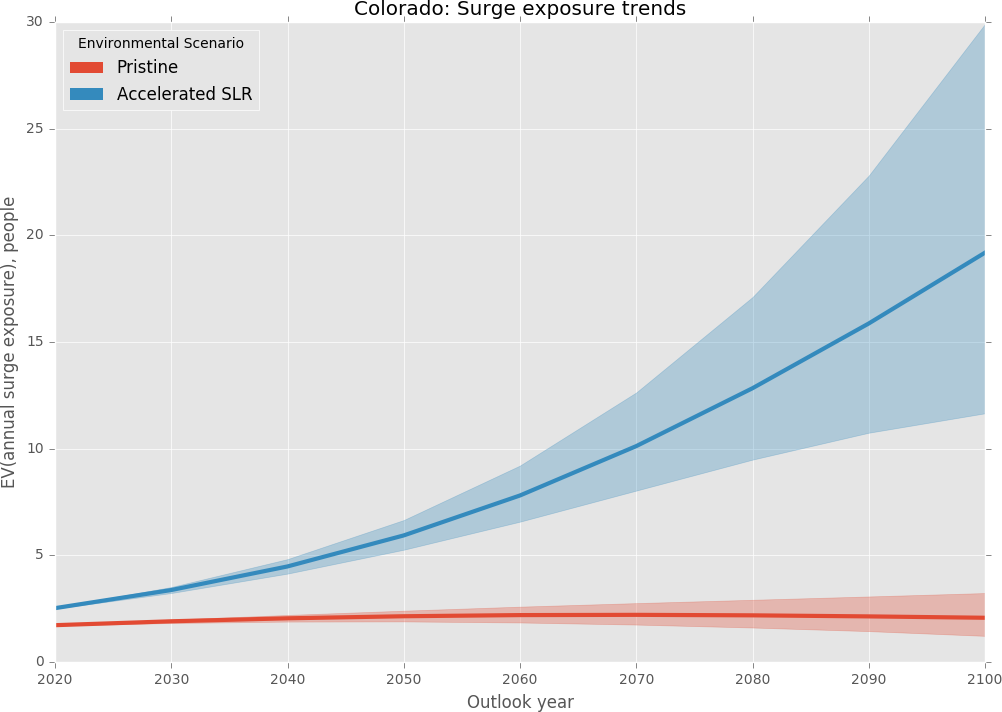 Colorado: Surge exposure trends
Environmental Scenario
Pristine
Accelerated SLR
EV(annual surge exposure), people
30
25
20
15
10
5
0
2020 2030 2040 2050 2060 2070 2080 2090 2100
Outlook year